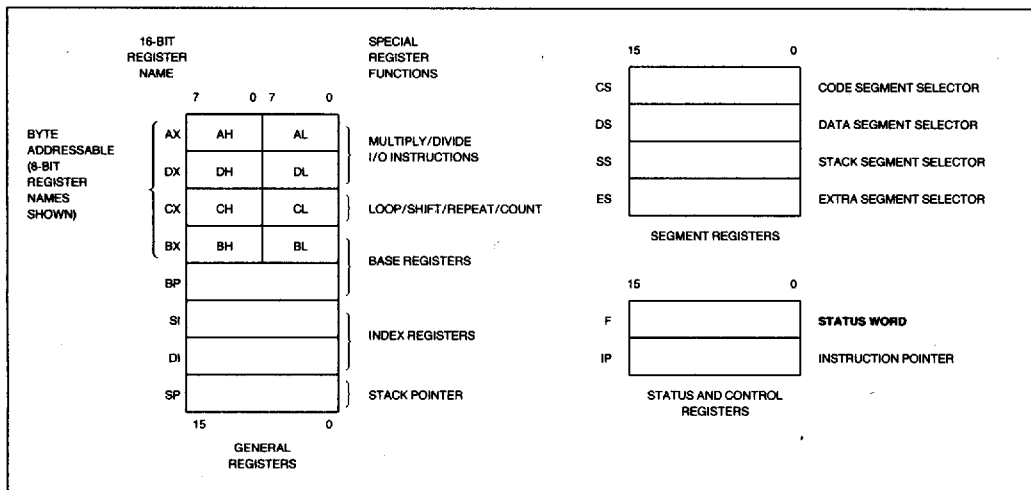 16-BIT
REGISTER
NAME
SPECIAL
REGISTER
FUNCTIONS
7 0 7 0
BYTE
ADDRESSABLE
(8-BIT
REGISTER
NAMES
SHOWN)
AX AH AL
DX DH DL
MULTIPLY/DIVIDE
I/O INSTRUCTIONS
CX CH CL LOOP/SHIFT/REPEAT/COUNT
BX BH BL
BASE REGISTERS
BP
SI
INDEX REGISTERS
DI
SP STACK POINTER
15 0
GENERAL
REGISTERS
15 0
CS CODE SEGMENT SELECTOR
DS DATA SEGMENT SELECTOR
SS STACK SEGMENT SELECTOR
ES EXTRA SEGMENT SELECTOR
SEGMENT REGISTERS
15 0
F STATUS WORD
IP INSTRUCTION POINTER
STATUS AND CONTROL
REGISTERS